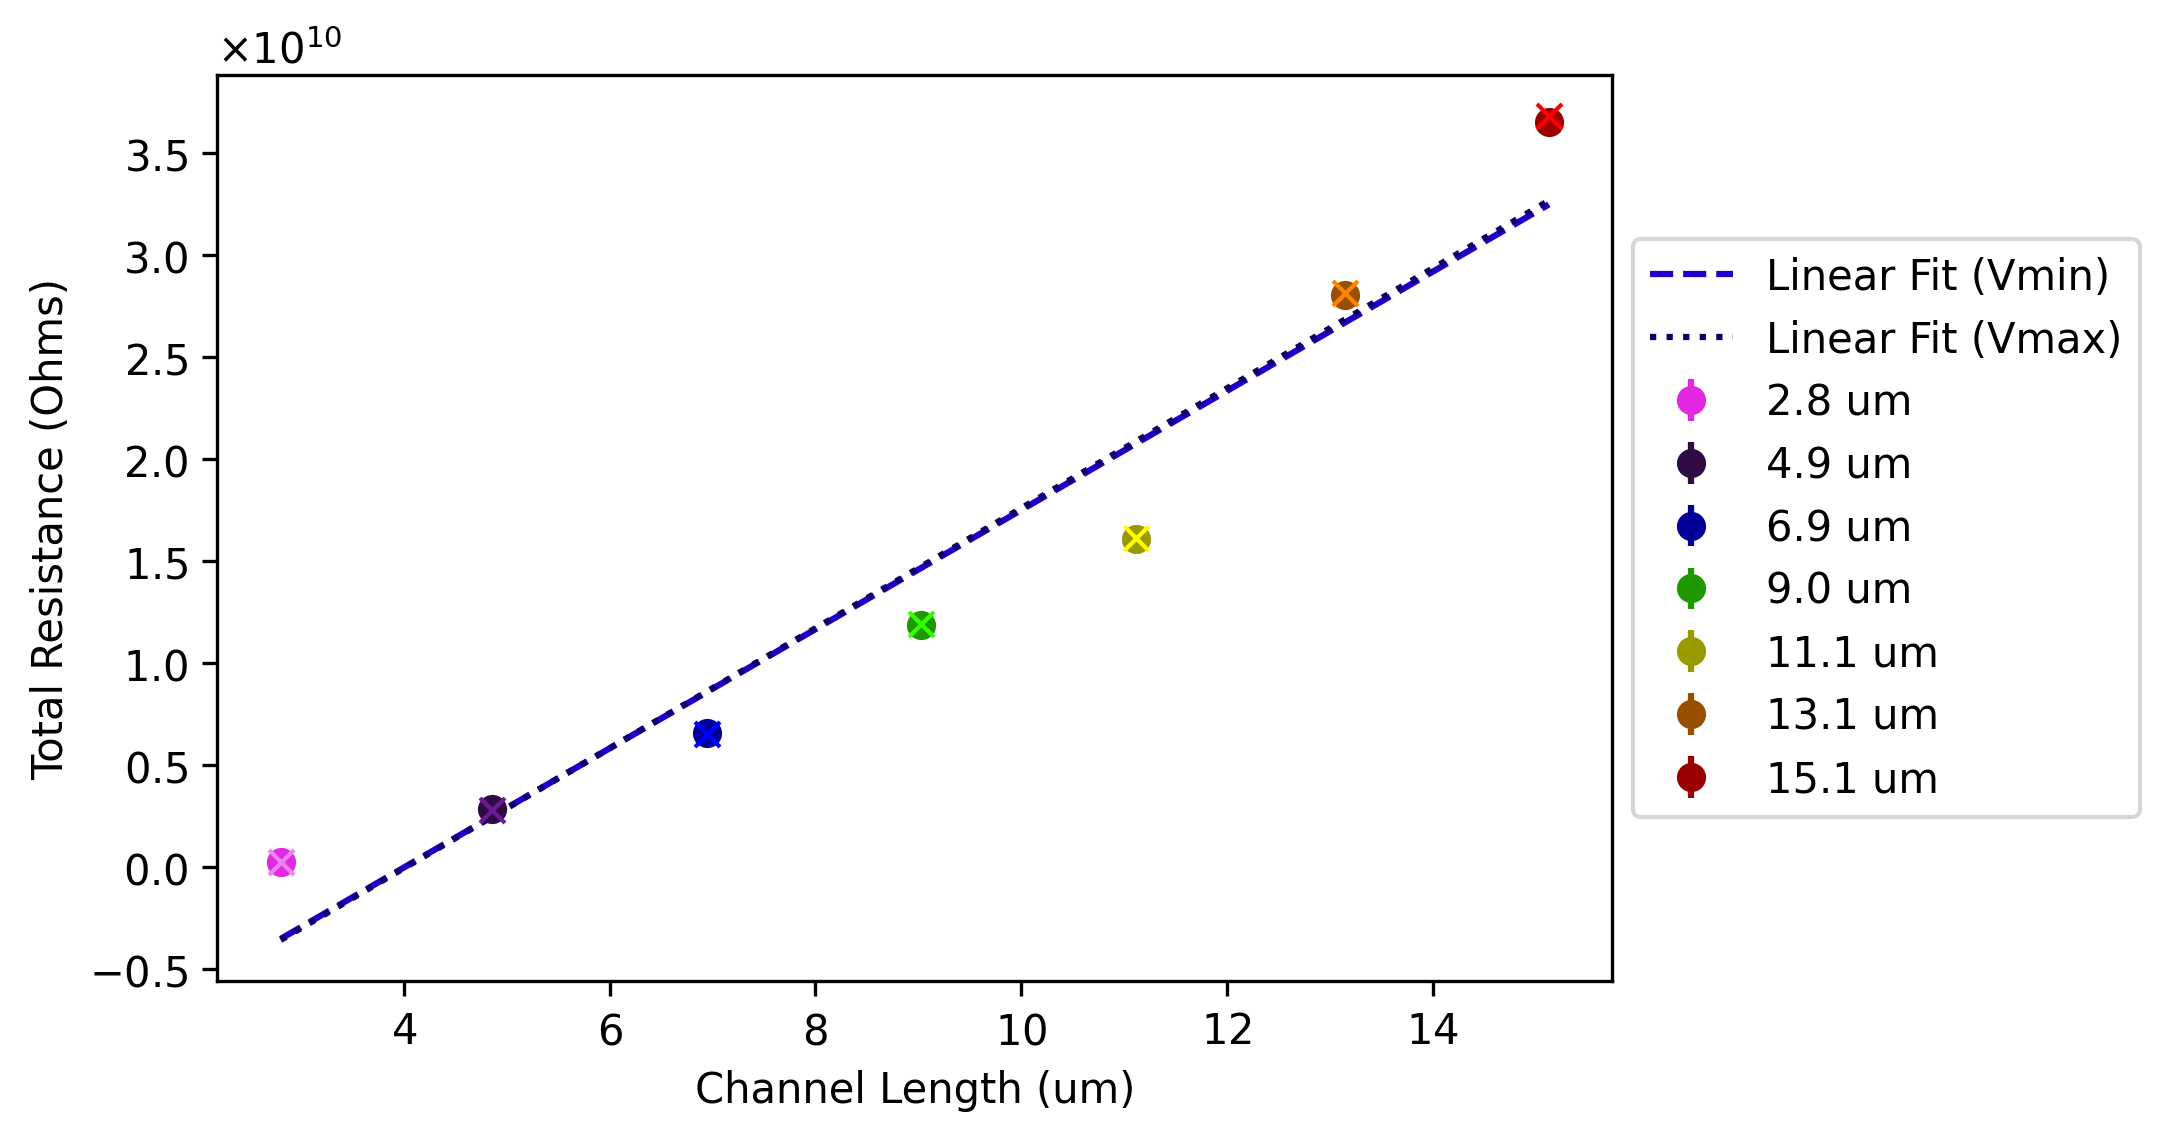 ×10¹⁰
3.5
3.0
2.5
2.0
1.5
1.0
0.5
0.0
−0.5
Total Resistance (Ohms)
4 6 8 10 12 14
Channel Length (um)
Linear Fit (Vmin)
Linear Fit (Vmax)
2.8 um
4.9 um
6.9 um
9.0 um
11.1 um
13.1 um
15.1 um